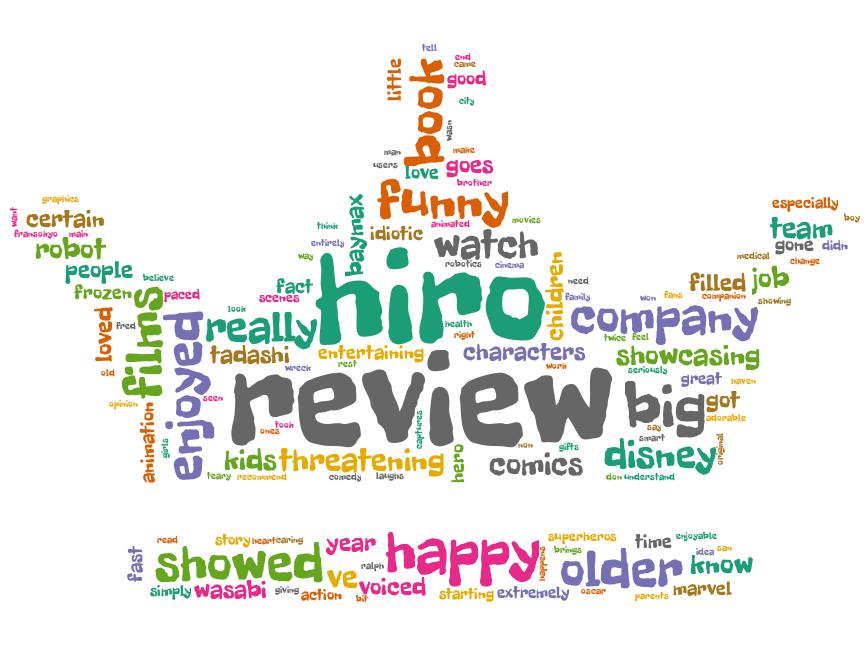 tell
little
book
end
came
good
city
wasn
man
make
users
love
goes
brother
graphics
want
certain
fransokyo
main
robot
people
believe
frozen
paced
baymax
funny
think
idiotic
animated
movies
entirely
watch
way
robotics
cinema
especially
team
boy
gone
didn
medical
change
fact
scenes
hiro
children
need
family
filled
job
companion
showing
won
fans
company
loved
fred
films
enjoyed
look
really
health
right
twice
feel
tadashi
entertaining
characters
showcasing
wreck
rest
work
seriously
old
great
haven
opinion
seen
review
big
got
adorable
animation
girls
took
ones
captures
say
smart
original
kids
threatening
hero
non
gifts
comics
disney
teary
recommend
comedy
laughs
don
understand
read
story
heartcaring
year
happy
superheros
time
enjoyable
fast
showed
ralph
happens
brings
older
idea
san
know
simply
wasabi
giving
ve
action
bit
voiced
starting
extremely
oscar
parents
marvel